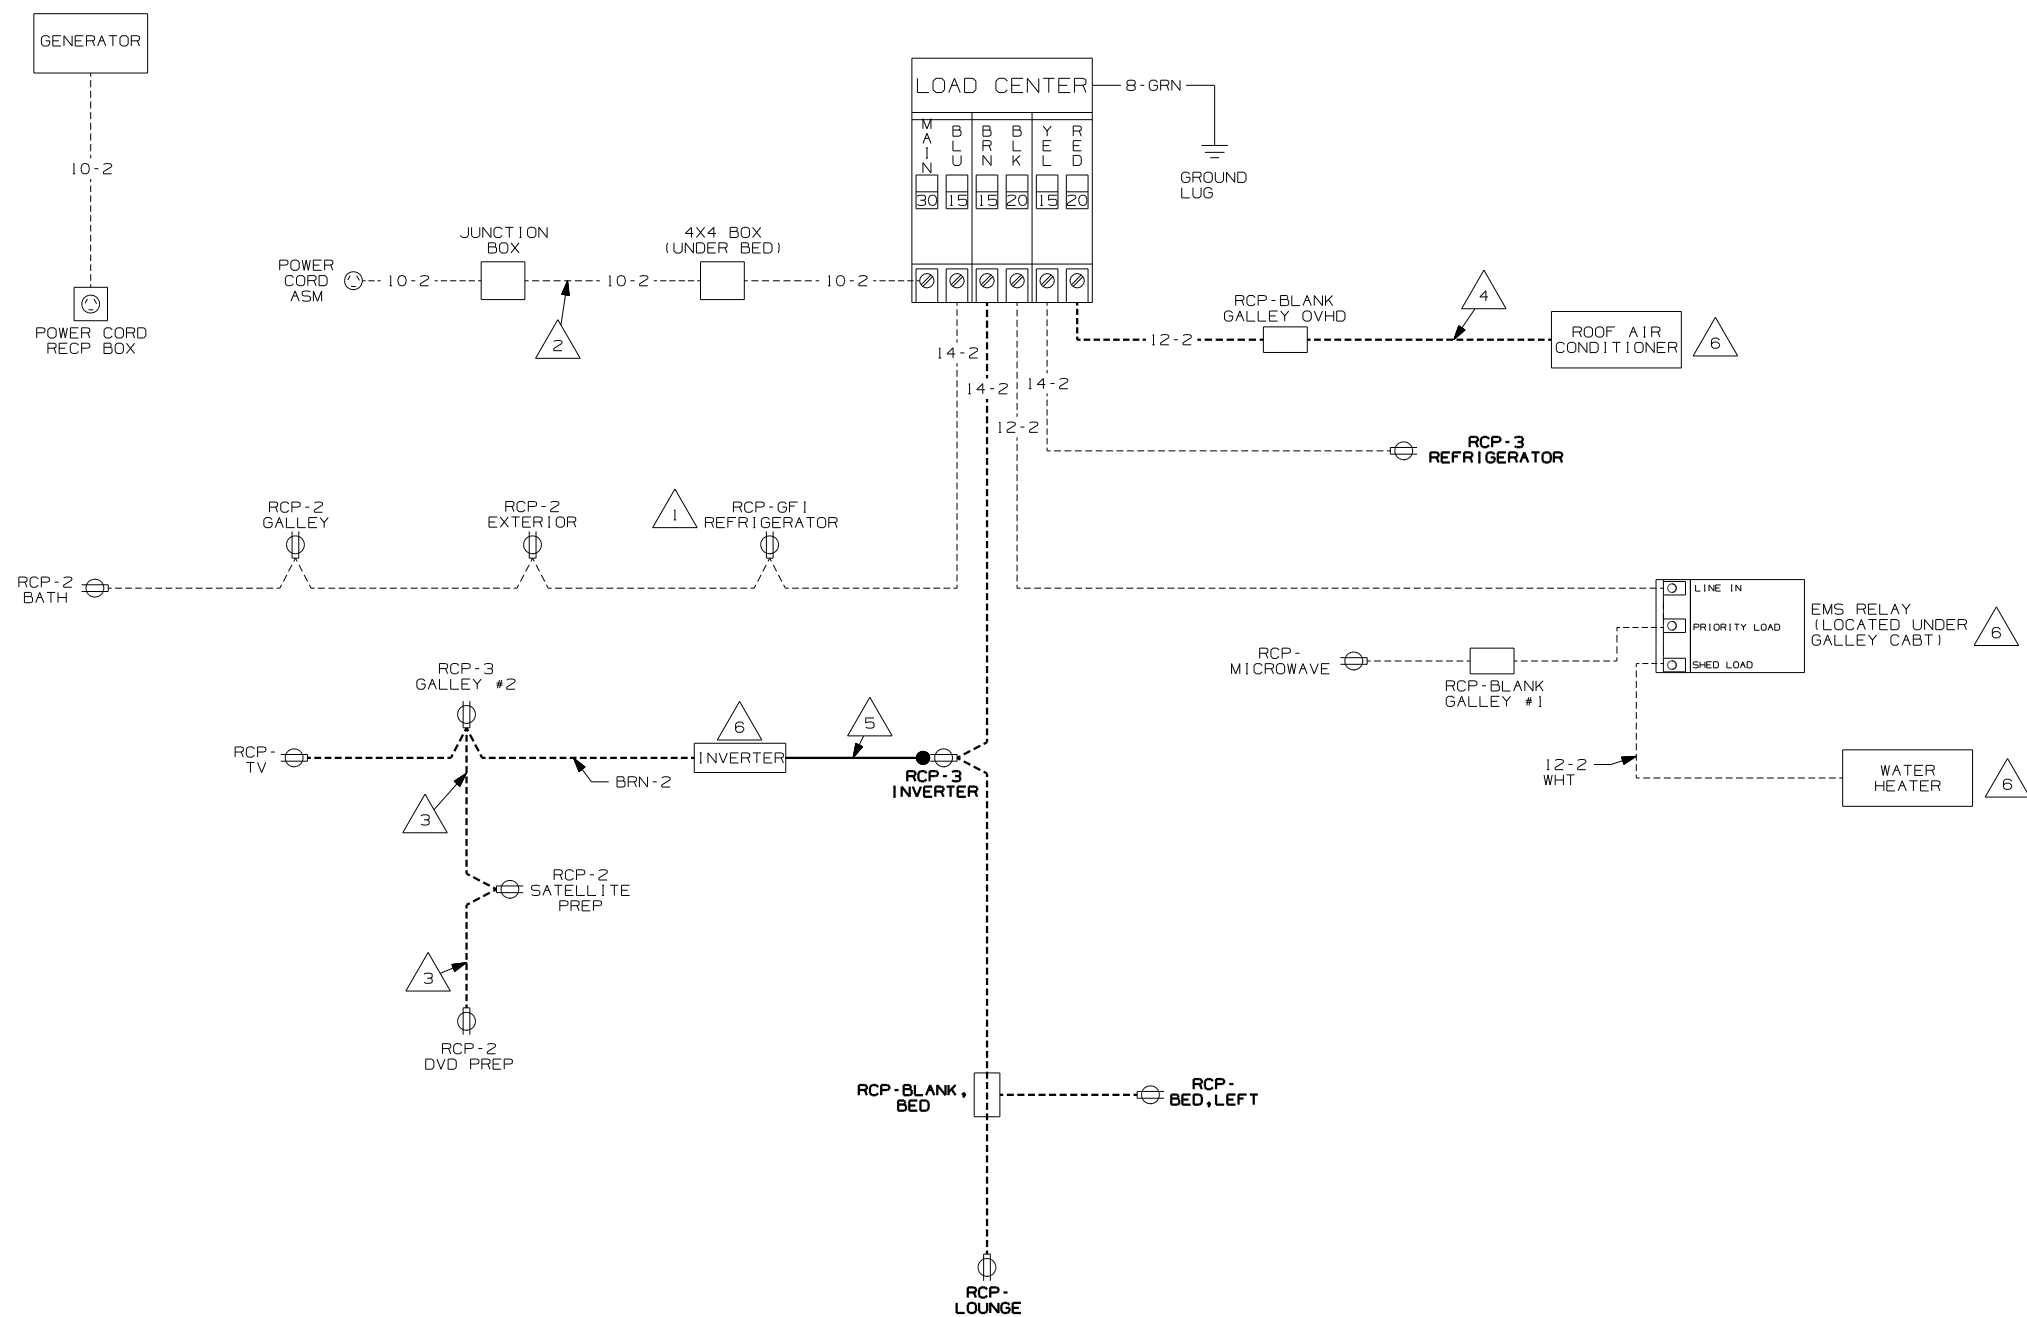 GENERATOR
10-2
POWER CORD
RECP BOX
LOAD CENTER
8-GRN
GROUND
LUG
MAIN
BLU
BRN
BLK
YEL
RED
30
15
15
20
15
20
POWER
CORD
ASM
10-2
JUNCTION
BOX
10-2
2
4X4 BOX
(UNDER BED)
10-2
14-2
14-2
12-2
14-2
12-2
RCP-BLANK
GALLEY OVHD
4
ROOF AIR
CONDITIONER
6
RCP-3
REFRIGERATOR
RCP-2
BATH
RCP-2
GALLEY
RCP-2
EXTERIOR
1
RCP-GFI
REFRIGERATOR
LINE IN
PRIORITY LOAD
SHED LOAD
EMS RELAY
(LOCATED UNDER
GALLEY CABT)
6
RCP-
MICROWAVE
RCP-BLANK
GALLEY #1
12-2
WHT
WATER
HEATER
6
RCP-3
GALLEY #2
RCP-
TV
BRN-2
6
INVERTER
5
RCP-3
INVERTER
3
RCP-2
SATELLITE
PREP
3
RCP-2
DVD PREP
RCP-BLANK,
BED
RCP-
BED,LEFT
RCP-
LOUNGE